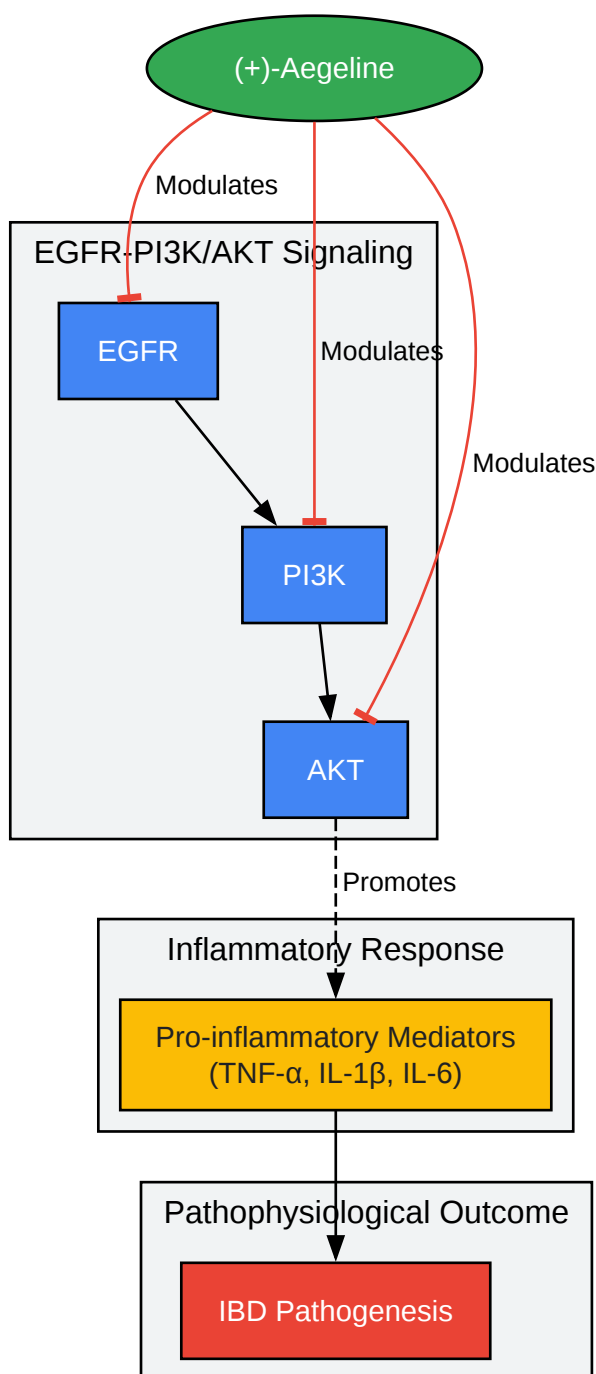 (+)-Aegeline
Modulates
EGFR-PI3K/AKT Signaling
EGFR
Modulates
Modulates
PI3K
AKT
Promotes
Inflammatory Response
Pro-inflammatory Mediators
(TNF-α, IL-1β, IL-6)
Pathophysiological Outcome
IBD Pathogenesis